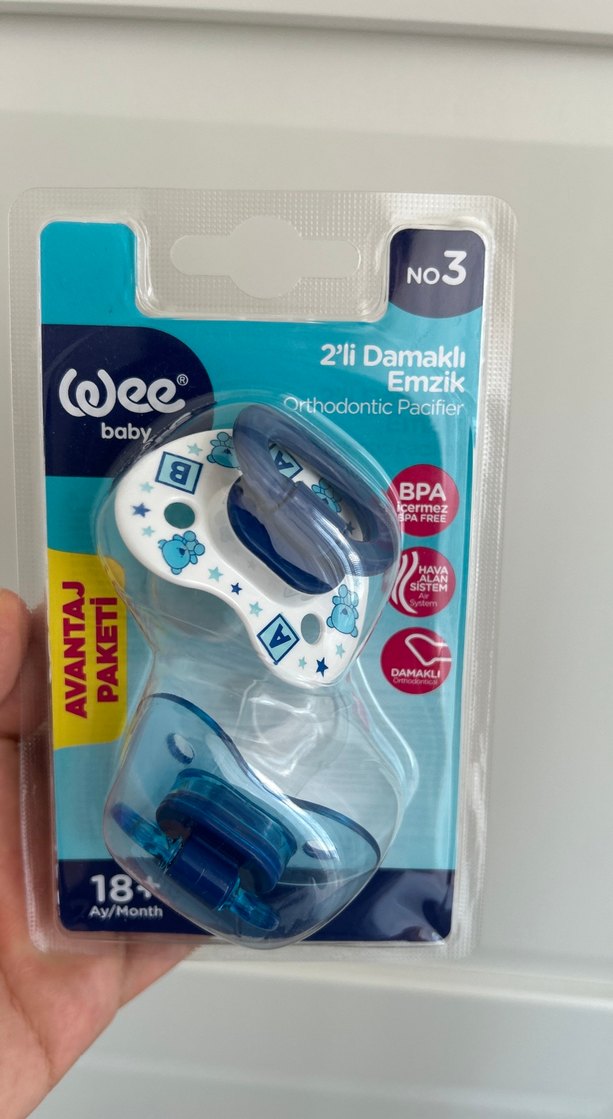 NO3
2'li Damaklı
Emzik
Orthodontic Pacifier
Wee®
baby
B
A
BPA
içermez
BPA FREE
HAVA
ALAN
SİSTEM
Air
System
DAMAKLI
Orthodontical
AVANTAJ
PAKETİ
A
18+
Ay/Month